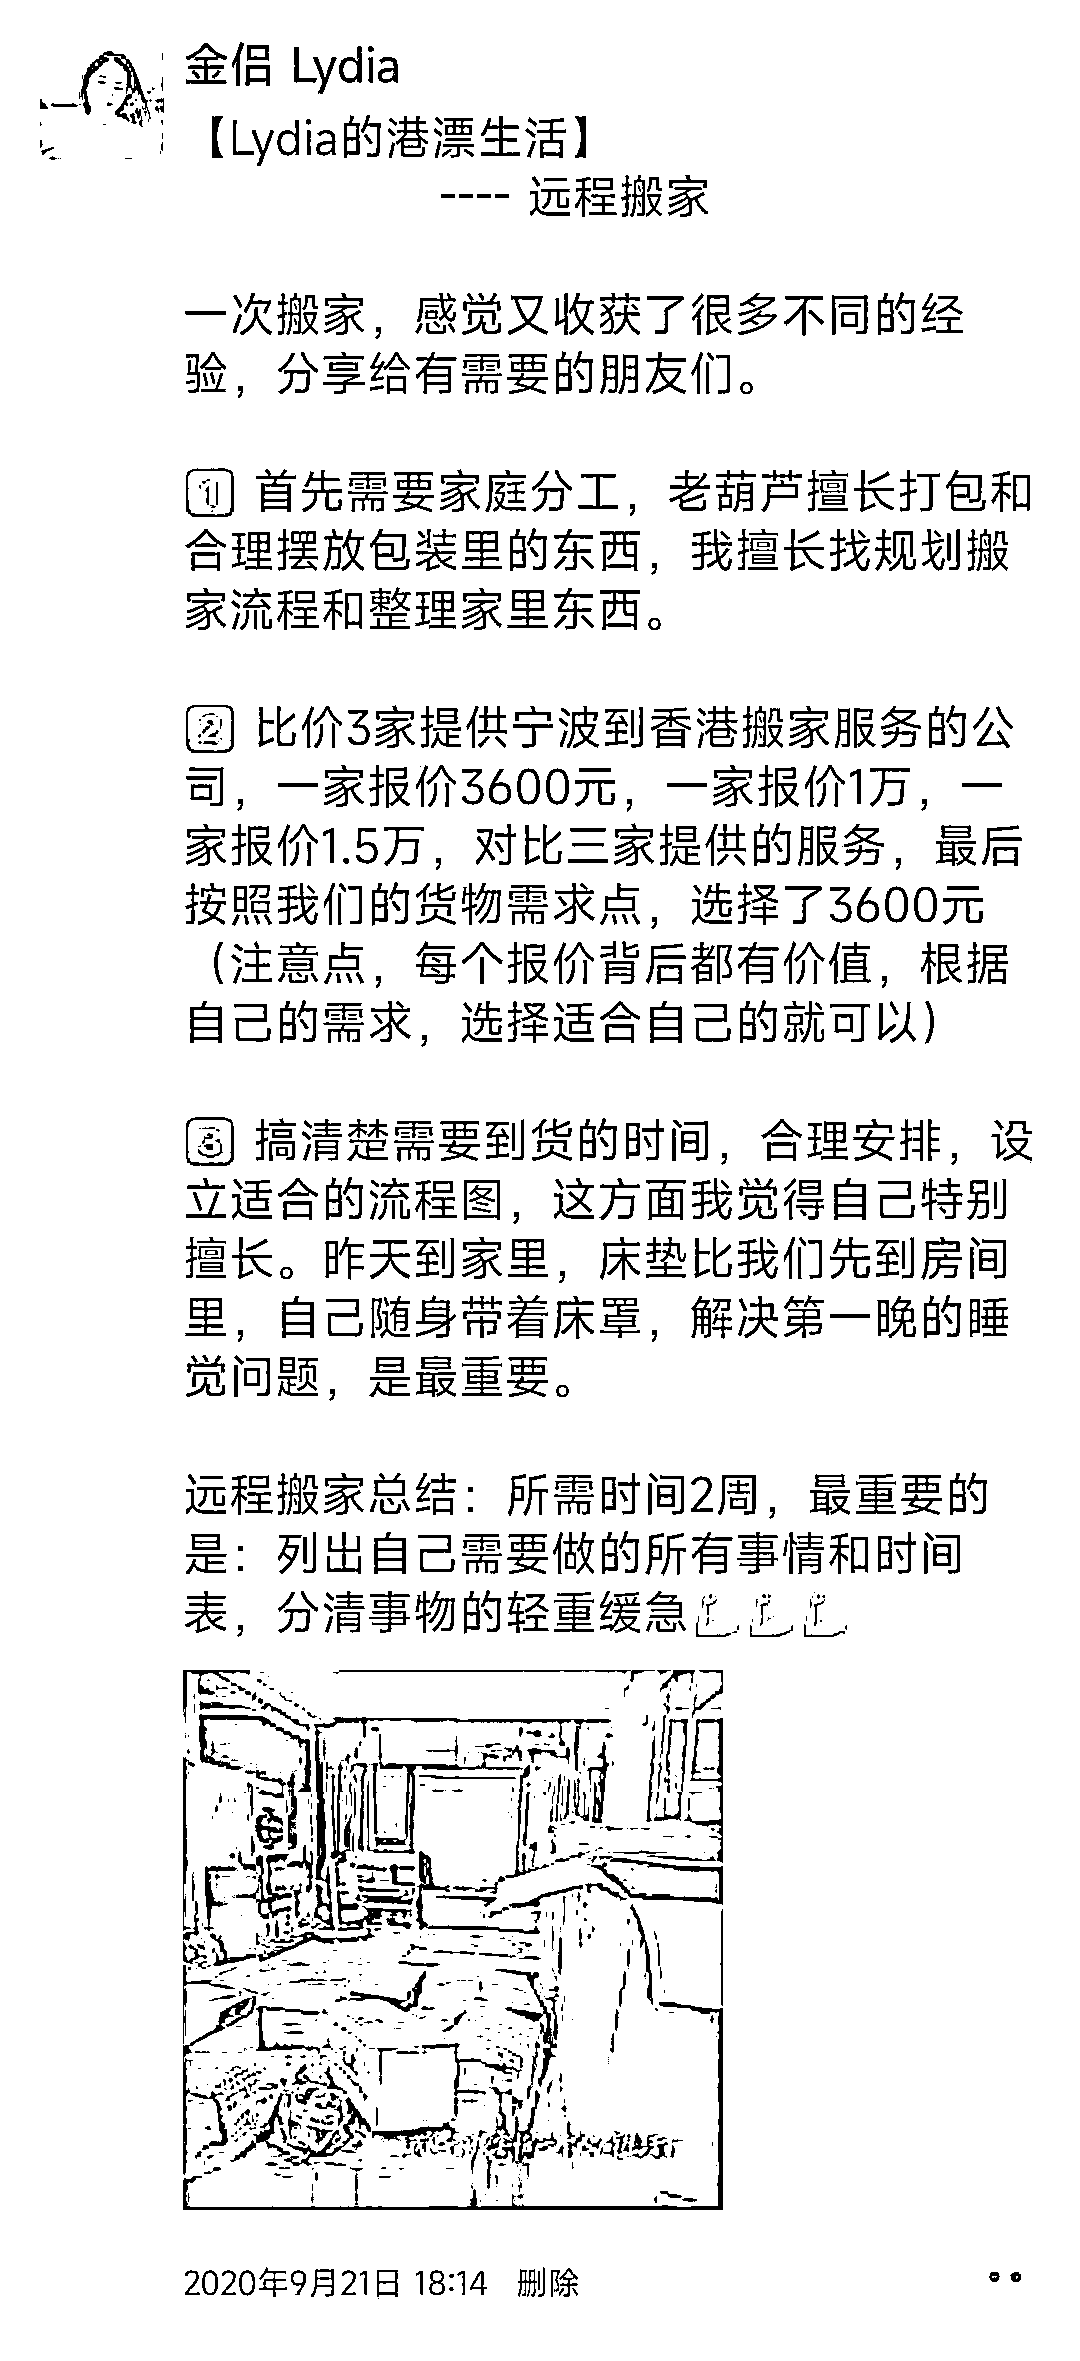 金侣 Lydia
【Lydia的港漂生活】
---- 远程搬家
一次搬家，感觉又收获了很多不同的经
验，分享给有需要的朋友们。
1 首先需要家庭分工，老葫芦擅长打包和
合理摆放包装里的东西，我擅长找规划搬
家流程和整理家里东西。
2 比价3家提供宁波到香港搬家服务的公
司，一家报价3600元，一家报价1万，一
家报价1.5万，对比三家提供的服务，最后
按照我们的货物需求点，选择了3600元
（注意点，每个报价背后都有价值，根据
自己的需求，选择适合自己的就可以）
3 搞清楚需要到货的时间，合理安排，设
立适合的流程图，这方面我觉得自己特别
擅长。昨天到家里，床垫比我们先到房间
里，自己随身带着床罩，解决第一晚的睡
觉问题，是最重要。
远程搬家总结：所需时间2周，最重要的
是：列出自己需要做的所有事情和时间
表，分清事物的轻重缓急
2020年9月21日 18:14 删除